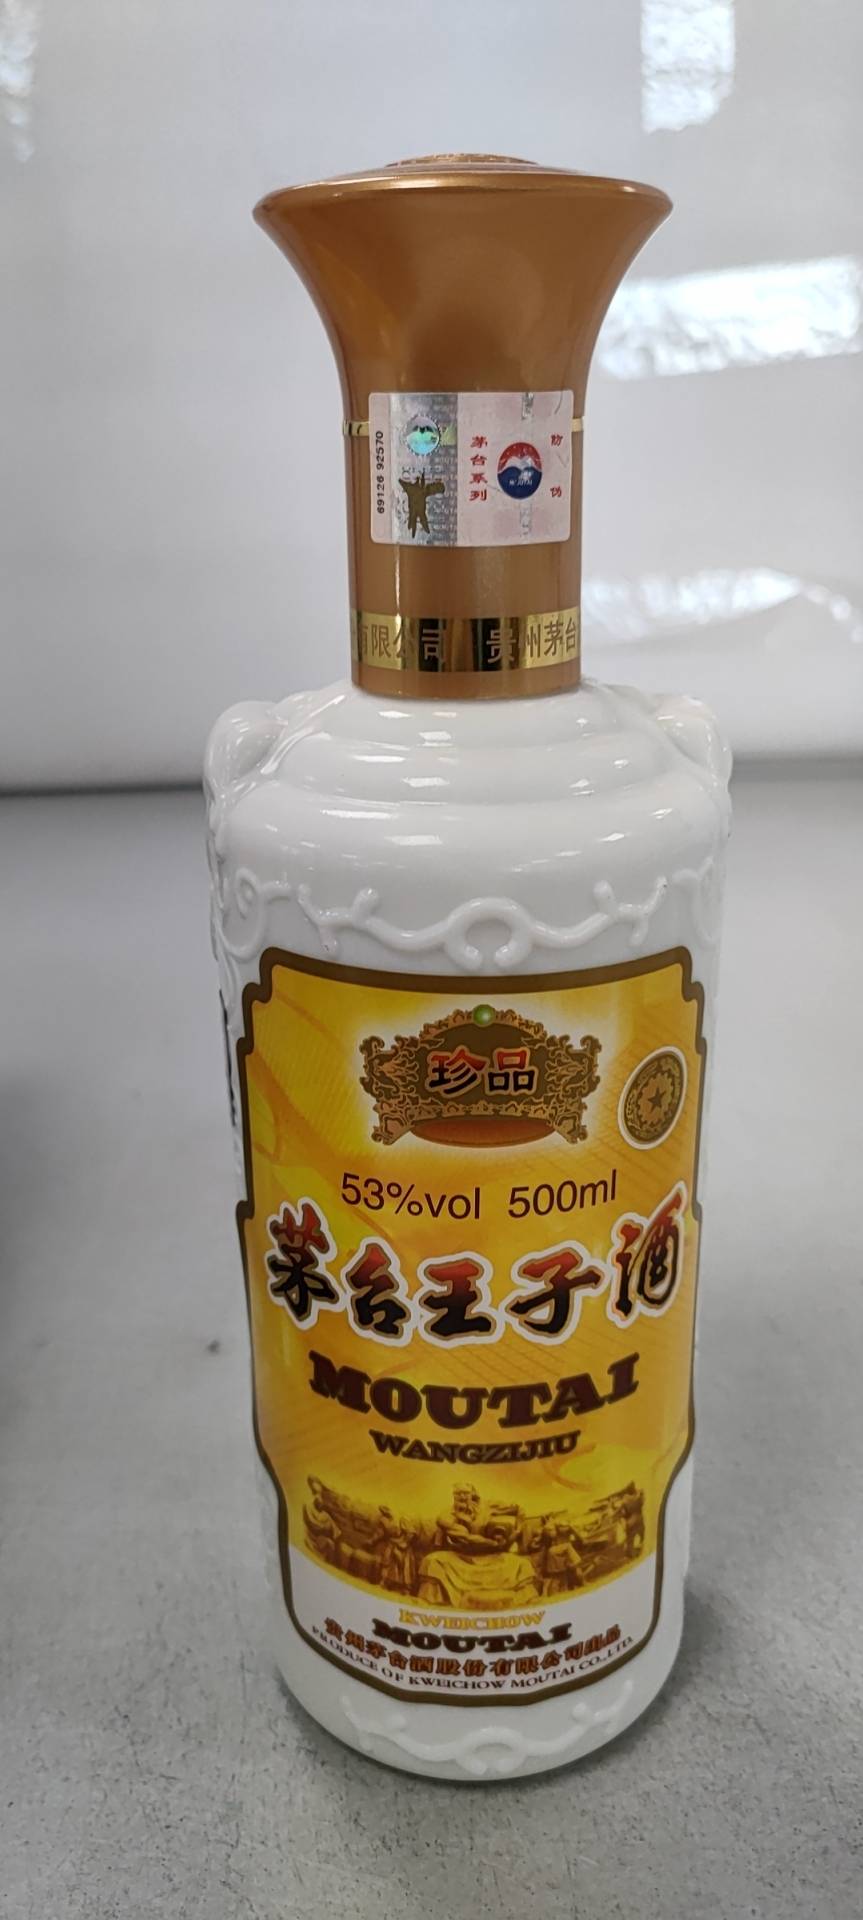 69126 92570
茅台系列
MOUTAI
防伪
有限公司 贵州茅台
珍品
53%vol 500ml
茅台王子酒
MOUTAI
WANGZIJIU
KWEICHOW
MOUTAI
贵州茅台酒股份有限公司出品
PRODUCE OF KWEICHOW MOUTAI CO.,LTD.